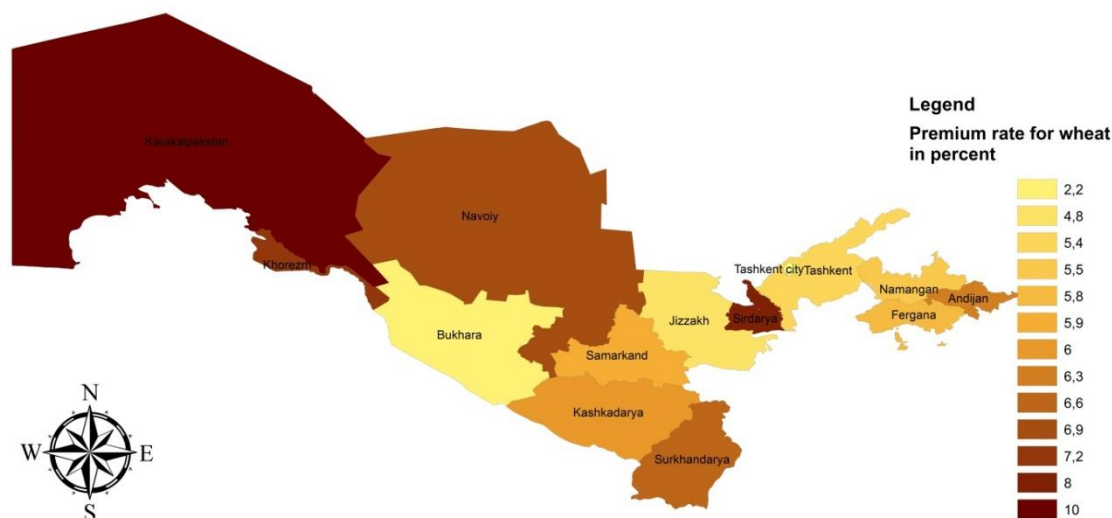 Legend
Premium rate for wheat
in percent
2,2
4,8
5,4
5,5
5,8
5,9
6
6,3
6,6
6,9
7,2
8
10
Karakalpakstan
Navoiy
Khorezm
Bukhara
Tashkent city
Tashkent
Namangan
Andijan
Fergana
Jizzakh
Sirdarya
Samarkand
Kashkadarya
Surkhandarya
N
W
E
S